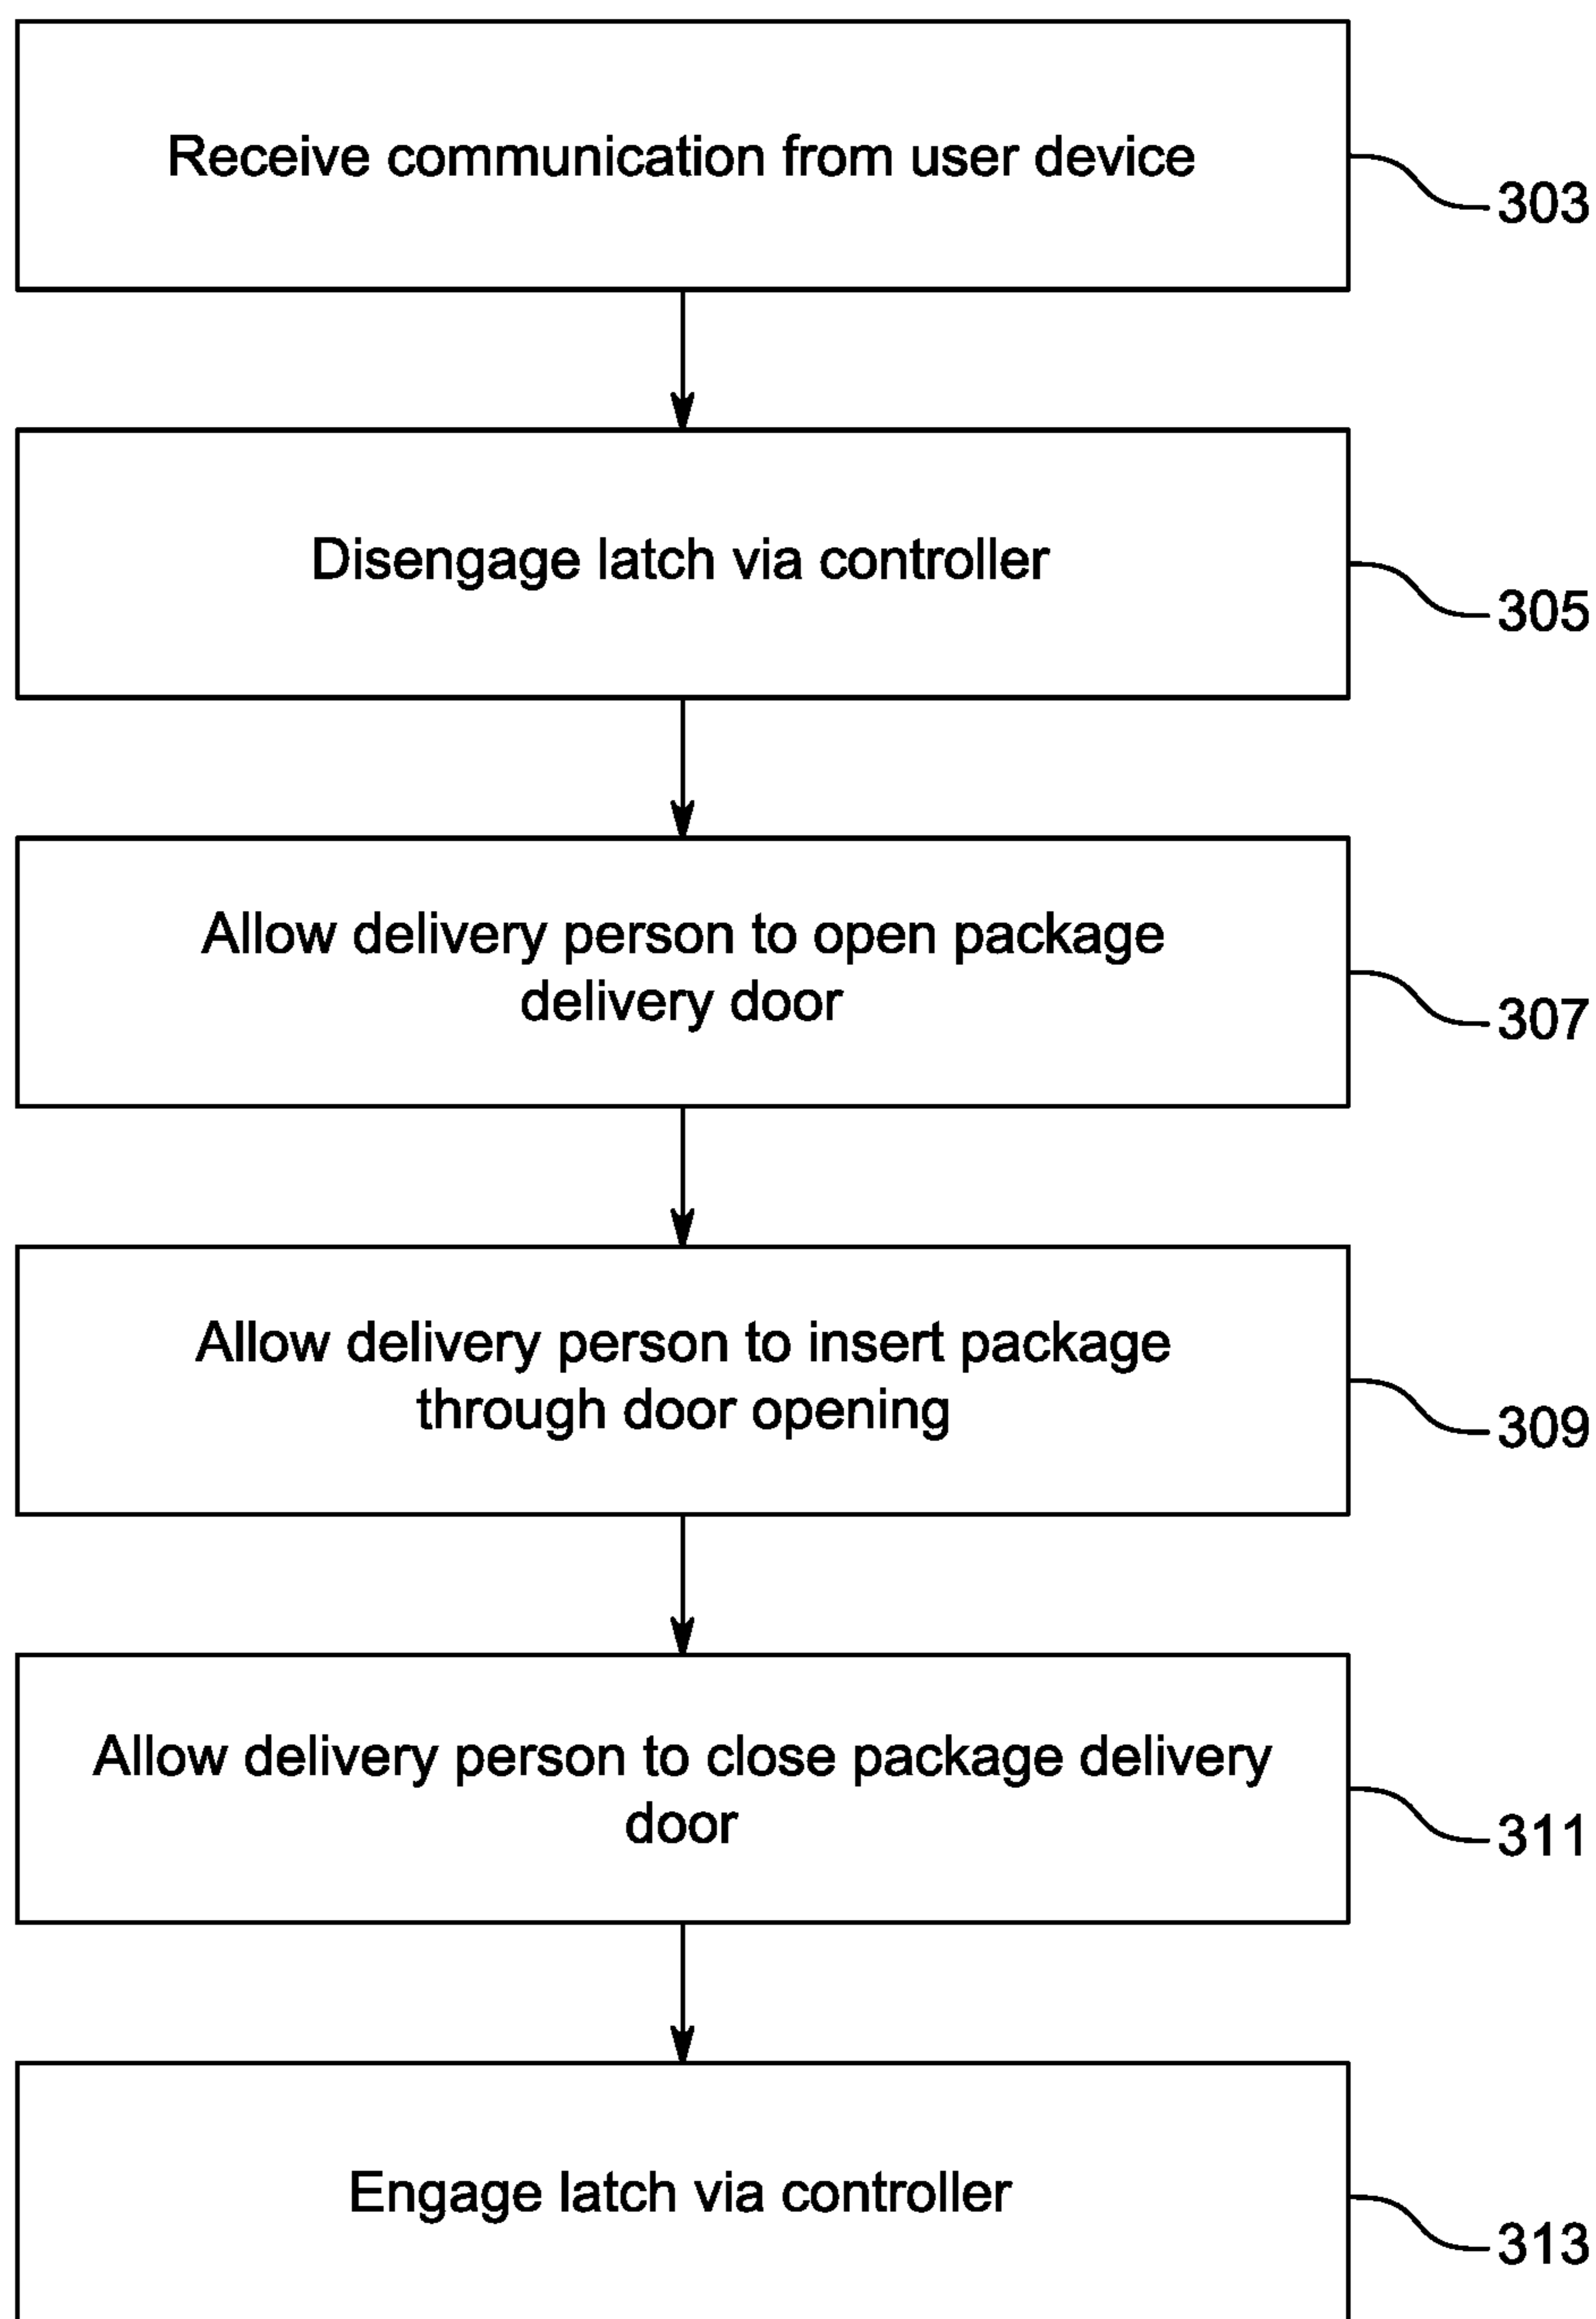 Receive communication from user device
303
Disengage latch via controller
305
Allow delivery person to open package
delivery door
307
Allow delivery person to insert package
through door opening
309
Allow delivery person to close package delivery
door
311
Engage latch via controller
313